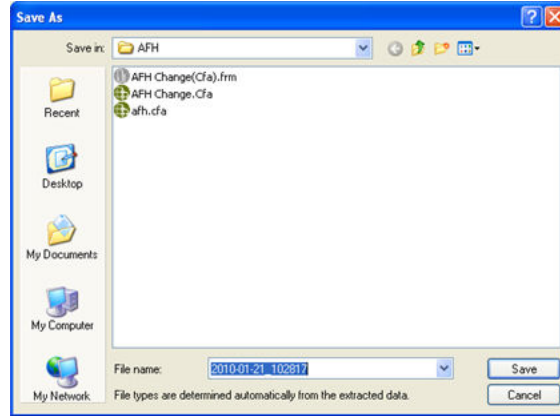 Save As
Save in: AFH
AFH Change(Cfa).frm
AFH Change.Cfa
afh.cfa
Recent
Desktop
My Documents
My Computer
My Network
File name: 2010-01-21_102817 Save
File types are determined automatically from the extracted data. Cancel